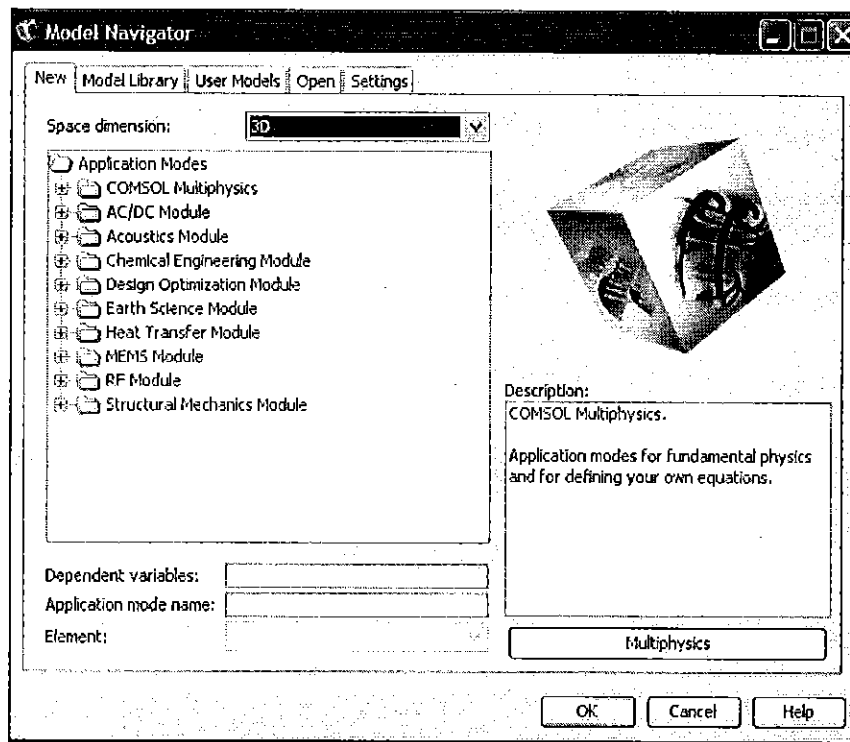 Model Navigator
New Model Library User Models Open Settings
Space dimension: 3D
Application Modes
COMSOL Multiphysics
AC/DC Module
Acoustics Module
Chemical Engineering Module
Design Optimization Module
Earth Science Module
Heat Transfer Module
MEMS Module
RF Module
Structural Mechanics Module
Description:
COMSOL Multiphysics.
Application modes for fundamental physics
and for defining your own equations.
Dependent variables:
Application mode name:
Element:
Multiphysics
OK Cancel Help